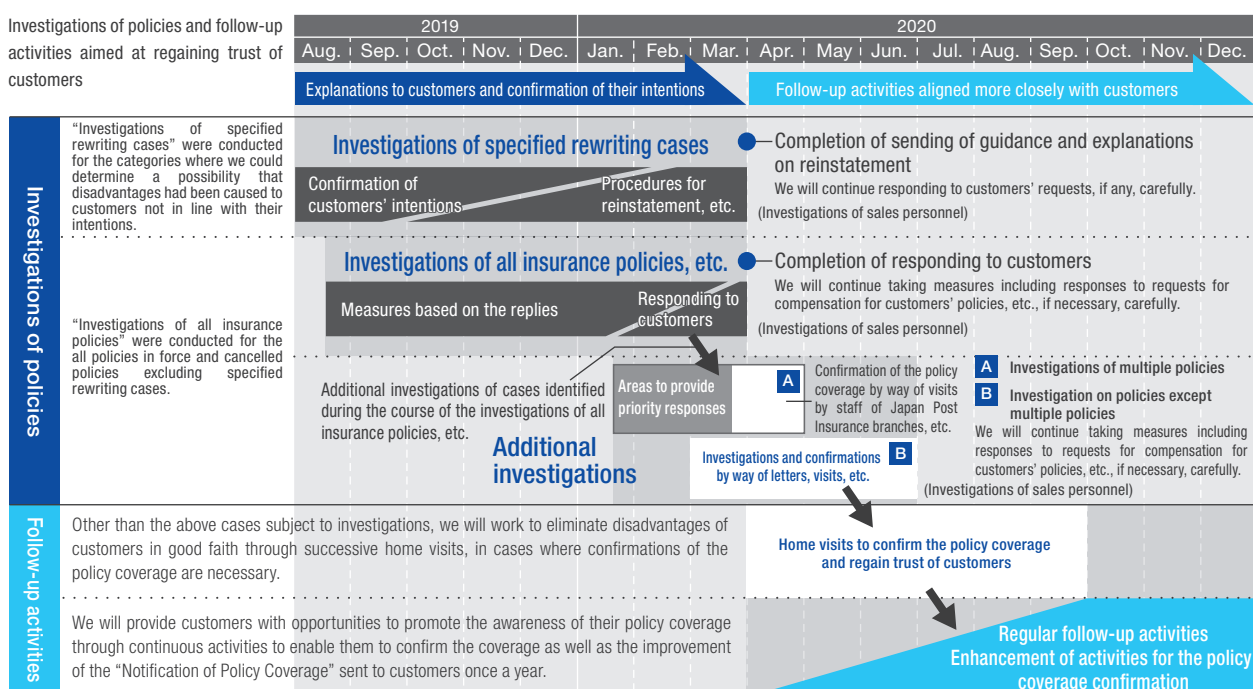 Investigations of policies and follow-up
activities aimed at regaining trust of
customers
2019
2020
Aug. Sep. Oct. Nov. Dec. Jan. Feb. Mar. Apr. May Jun. Jul. Aug. Sep. Oct. Nov. Dec.
Explanations to customers and confirmation of their intentions
Follow-up activities aligned more closely with customers
Investigations of policies
“Investigations of specified
rewriting cases” were conducted
for the categories where we could
determine a possibility that
disadvantages had been caused to
customers not in line with their
intentions.
Investigations of specified rewriting cases
Confirmation of
customers’ intentions
Procedures for
reinstatement, etc.
Completion of sending of guidance and explanations
on reinstatement
We will continue responding to customers’ requests, if any, carefully.
(Investigations of sales personnel)
“Investigations of all insurance
policies” were conducted for the
all policies in force and cancelled
policies excluding specified
rewriting cases.
Investigations of all insurance policies, etc.
Measures based on the replies
Responding to
customers
Completion of responding to customers
We will continue taking measures including responses to requests for
compensation for customers’ policies, etc., if necessary, carefully.
(Investigations of sales personnel)
Additional investigations of cases identified
during the course of the investigations of all
insurance policies, etc.
Additional
investigations
Areas to provide
priority responses
A
Confirmation of the policy
coverage by way of visits
by staff of Japan Post
Insurance branches, etc.
Investigations and confirmations
by way of letters, visits, etc.
B
A Investigations of multiple policies
B Investigation on policies except
multiple policies
We will continue taking measures including
responses to requests for compensation for
customers’ policies, etc., if necessary, carefully.
(Investigations of sales personnel)
Follow-up activities
Other than the above cases subject to investigations, we will work to eliminate disadvantages of
customers in good faith through successive home visits, in cases where confirmations of the
policy coverage are necessary.
Home visits to confirm the policy coverage
and regain trust of customers
We will provide customers with opportunities to promote the awareness of their policy coverage
through continuous activities to enable them to confirm the coverage as well as the improvement
of the “Notification of Policy Coverage” sent to customers once a year.
Regular follow-up activities
Enhancement of activities for the policy
coverage confirmation